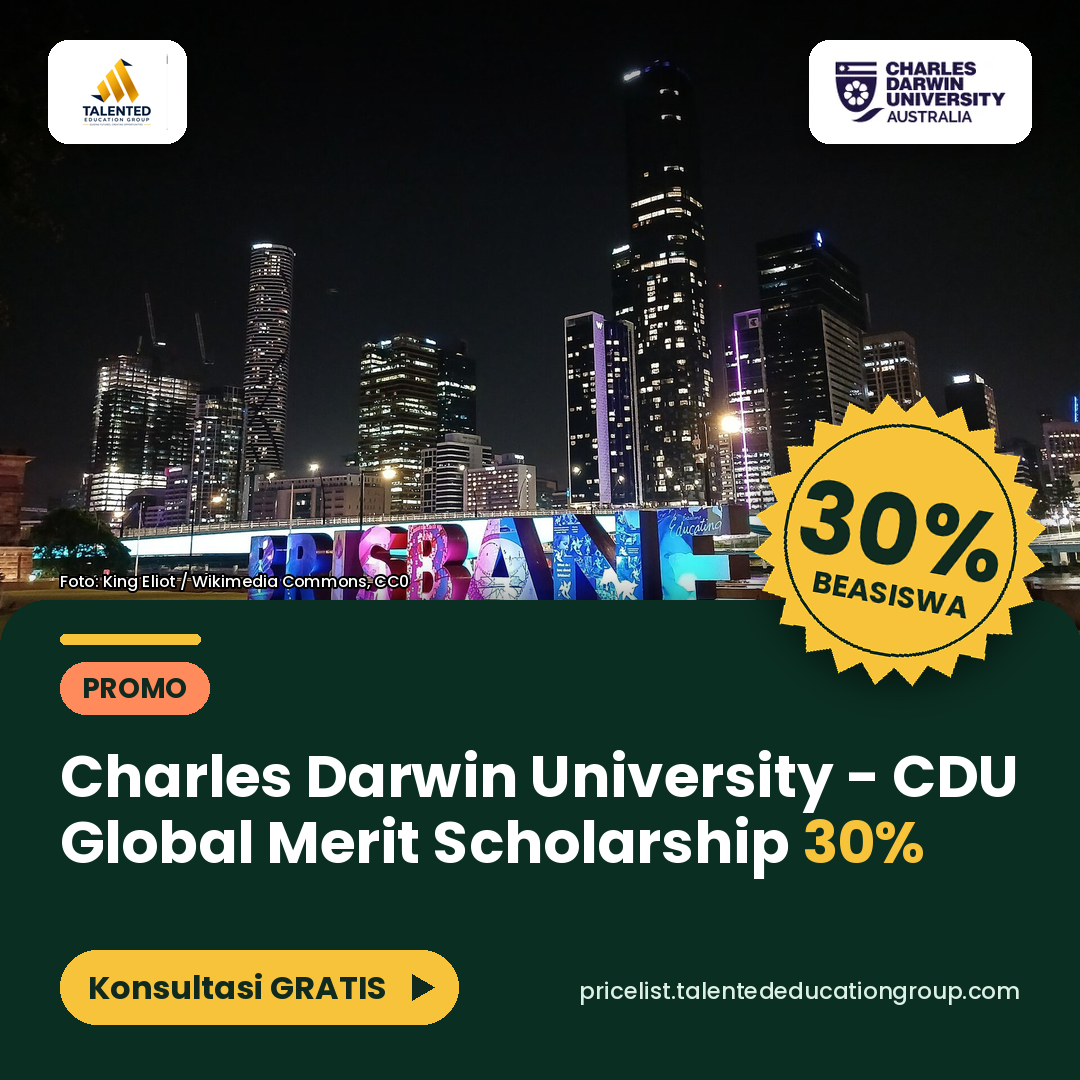 TALENTED
EDUCATION GROUP
CHARLES
DARWIN
UNIVERSITY
AUSTRALIA
BRISBANE
Educating
30%
BEASISWA
Foto: King Eliot / Wikimedia Commons, CC0
PROMO
Charles Darwin University - CDU
Global Merit Scholarship 30%
Konsultasi GRATIS
pricelist.talentededucationgroup.com